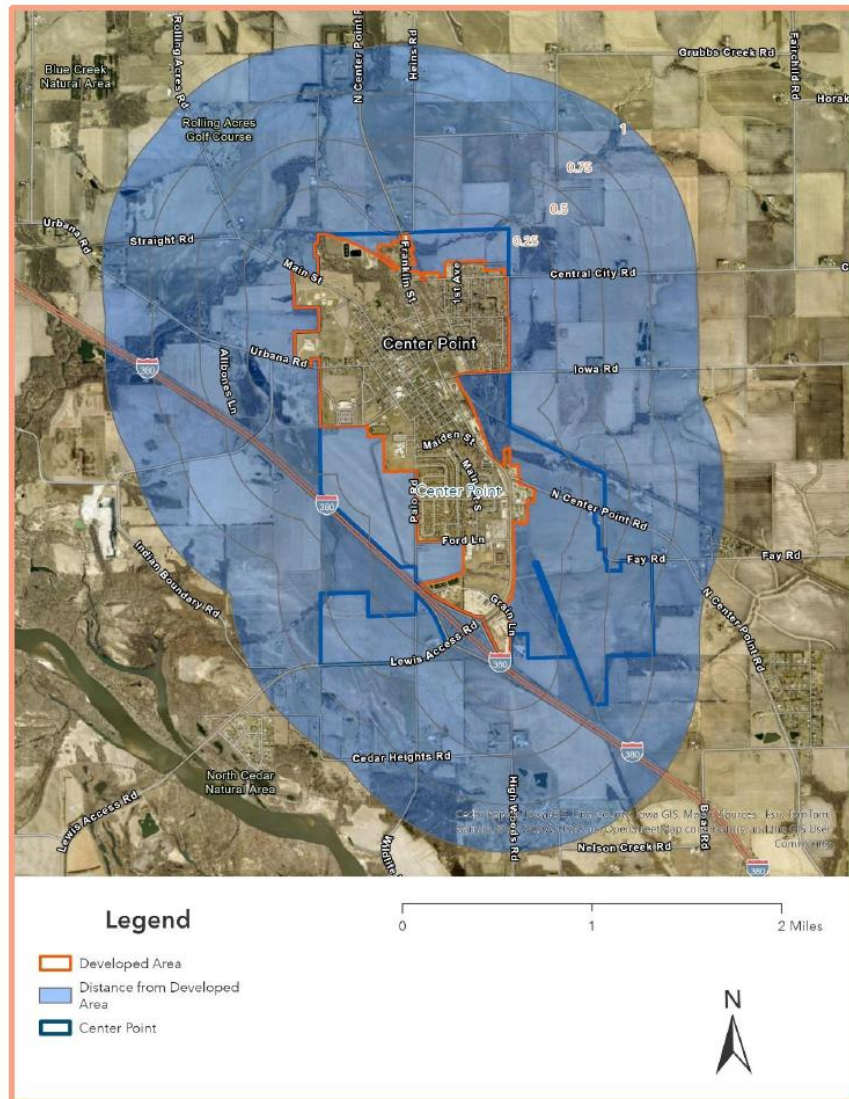 N Center Point R
Heins Rd
Rolling Acres Rd
Grubbs Creek Rd
Fairchild Rd
Blue Creek
Natural Area
Horak
Rolling Acres
Golf Course
1
0.75
0.5
0.25
Urbana Rd
Straight Rd
Franklin St
1st Ave
Main St
Central City Rd
C
Center Point
Urbana Rd
Iowa Rd
380
Allbones Ln
Maiden St
Main St S
Center Point
Palo Rd
380
N Center Point Rd
Ford Ln
Fay Rd
Fay Rd
Indian Boundary Rd
Grain Ln
N Center Point Rd
Lewis Access Rd
380
Cedar Heights Rd
380
North Cedar
Natural Area
Lewis Access Rd
High Woods Rd
Nelson Creek Rd
380
Legend
Developed Area
Distance from Developed
Area
Center Point
0 1 2 Miles
N